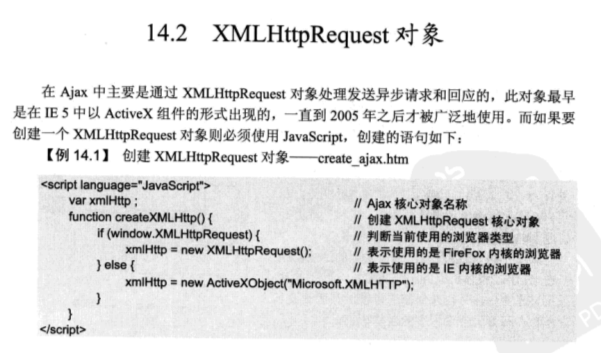 14.2 XMLHttpRequest 对象
在 Ajax 中主要是通过 XMLHttpRequest 对象处理发送异步请求和回应的，此对象最早
是在 IE 5 中以 ActiveX 组件的形式出现的，一直到 2005 年之后才被广泛地使用。而如果要
创建一个 XMLHttpRequest 对象则必须使用 JavaScript，创建的语句如下：
【例 14.1】 创建 XMLHttpRequest 对象——create_ajax.htm
<script language="JavaScript">
var xmlHttp ; // Ajax 核心对象名称
function createXMLHttp() { // 创建 XMLHttpRequest 核心对象
if (window.XMLHttpRequest) { // 判断当前使用的浏览器类型
xmlHttp = new XMLHttpRequest(); // 表示使用的是 FireFox 内核的浏览器
} else { // 表示使用的是 IE 内核的浏览器
xmlHttp = new ActiveXObject("Microsoft.XMLHTTP");
}
}
</script>